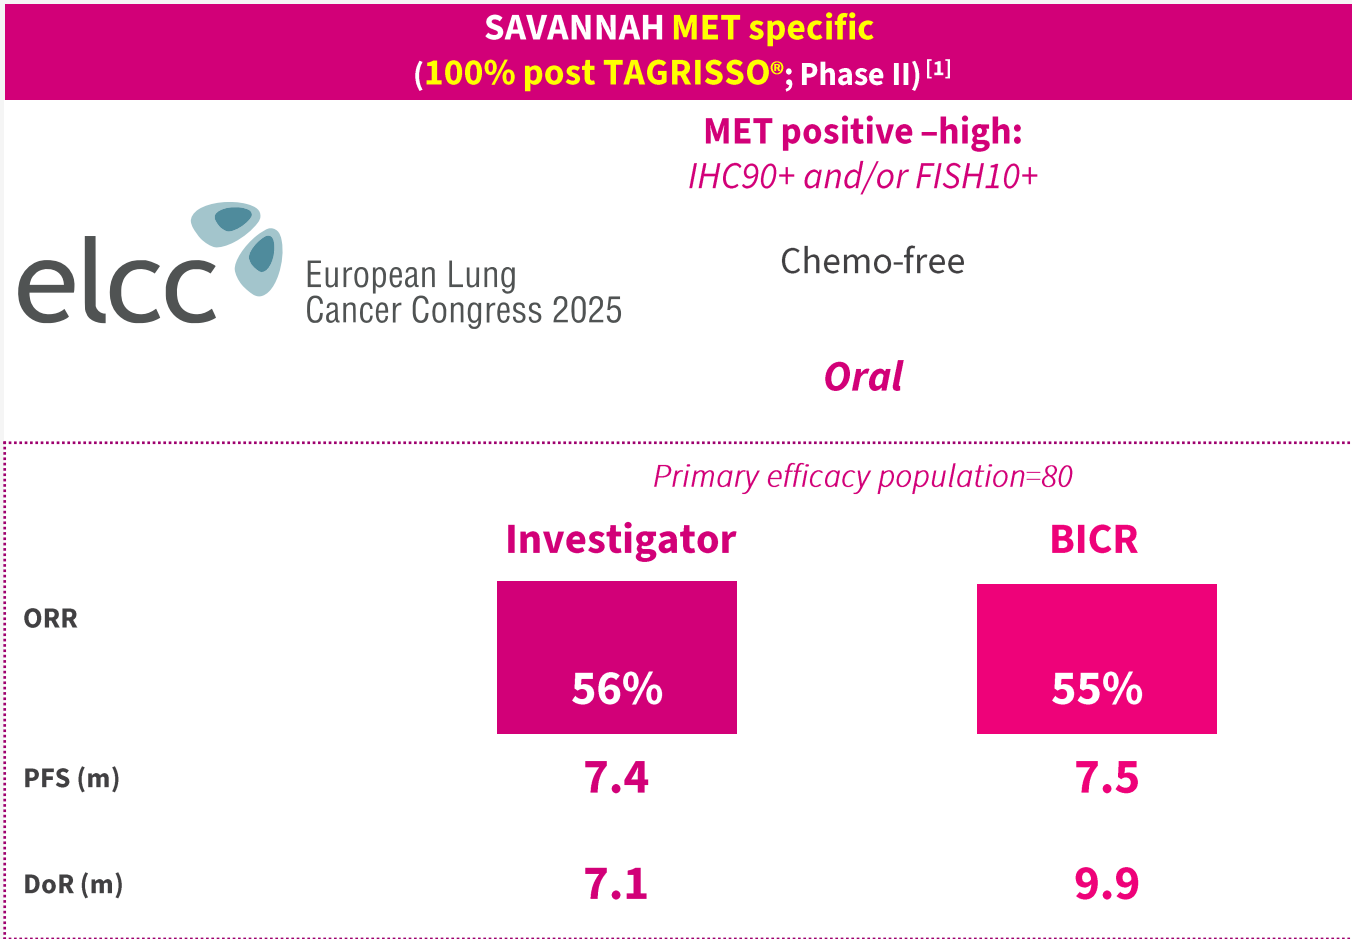 SAVANNAH MET specific
(100% post TAGRISSO®; Phase II) [1]
MET positive –high:
IHC90+ and/or FISH10+
elcc
European Lung
Cancer Congress 2025
Chemo-free
Oral
Primary efficacy population=80
Investigator BICR
ORR 56% 55%
PFS (m) 7.4 7.5
DoR (m) 7.1 9.9